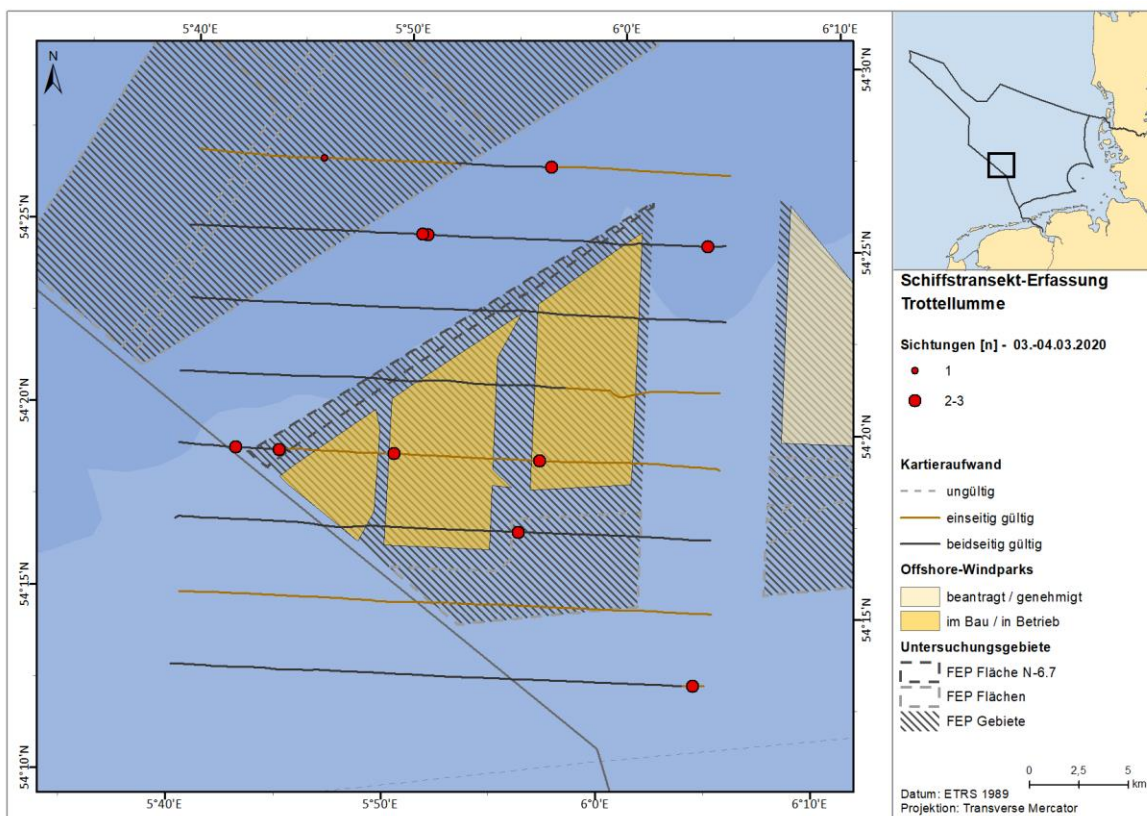 5°40'E 5°50'E 6°0'E 6°10'E
N
54°30'N
54°25'N
54°25'N
54°20'N
54°20'N
54°15'N
54°15'N
54°10'N
5°40'E 5°50'E 6°0'E 6°10'E
Schiffstransekt-Erfassung
Trottellumme
Sichtungen [n] - 03.-04.03.2020
1
2-3
Kartieraufwand
ungültig
einseitig gültig
beidseitig gültig
Offshore-Windparks
beantragt / genehmigt
im Bau / in Betrieb
Untersuchungsgebiete
FEP Fläche N-6.7
FEP Flächen
FEP Gebiete
0 2,5 5
km
Datum: ETRS 1989
Projektion: Transverse Mercator